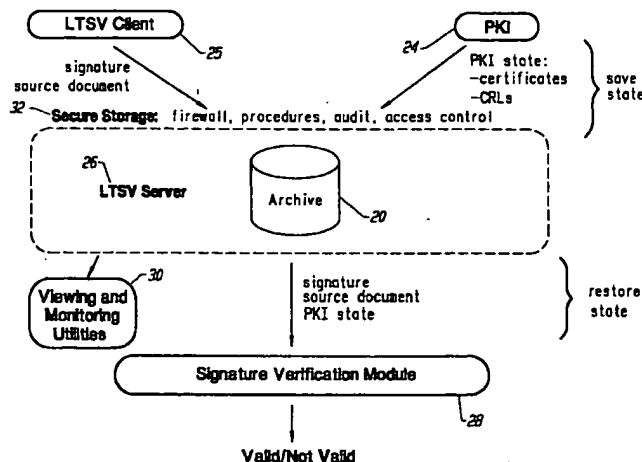 LTSV Client
25
PKI
24
signature
source document
PKI state:
-certificates
-CRLs
save
state
32
Secure Storage: firewall, procedures, audit, access control
26
LTSV Server
Archive
20
30
Viewing and
Monitoring
Utilities
signature
source document
PKI state
restore
state
Signature Verification Module
28
Valid/Not Valid